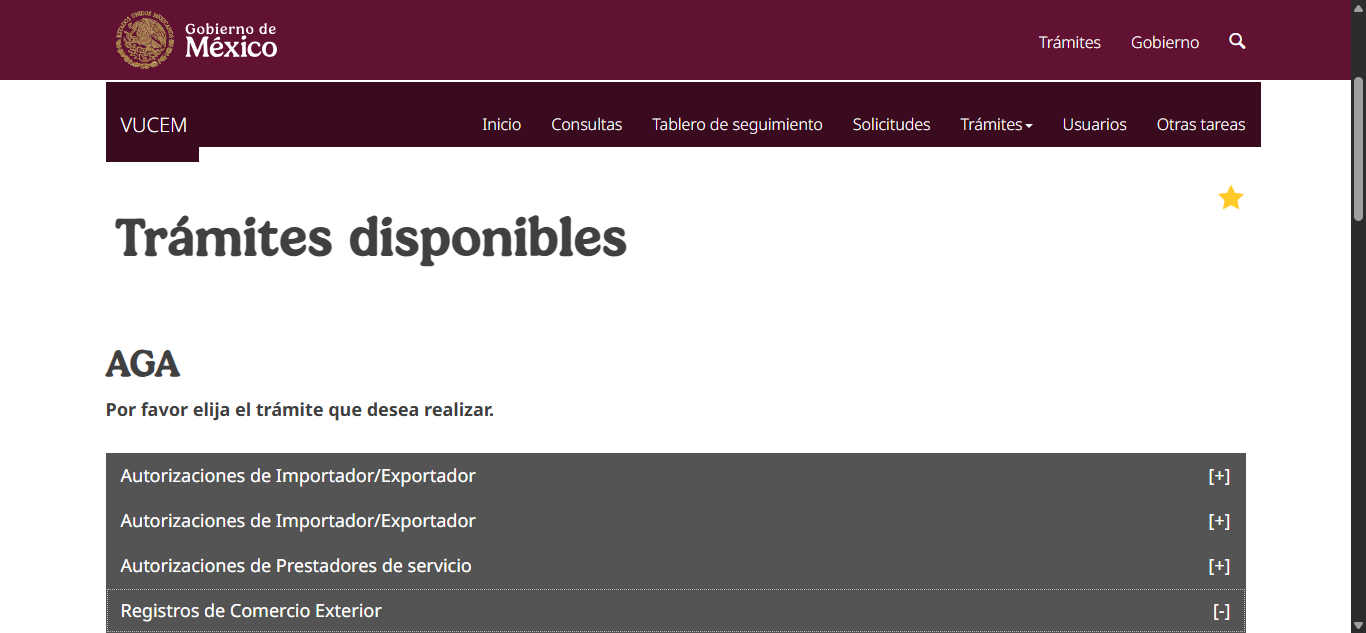 Gobierno de
México
Trámites Gobierno
VUCEM Inicio Consultas Tablero de seguimiento Solicitudes Trámites Usuarios Otras tareas
Trámites disponibles
AGA
Por favor elija el trámite que desea realizar.
Autorizaciones de Importador/Exportador [+]
Autorizaciones de Importador/Exportador [+]
Autorizaciones de Prestadores de servicio [+]
Registros de Comercio Exterior [-]